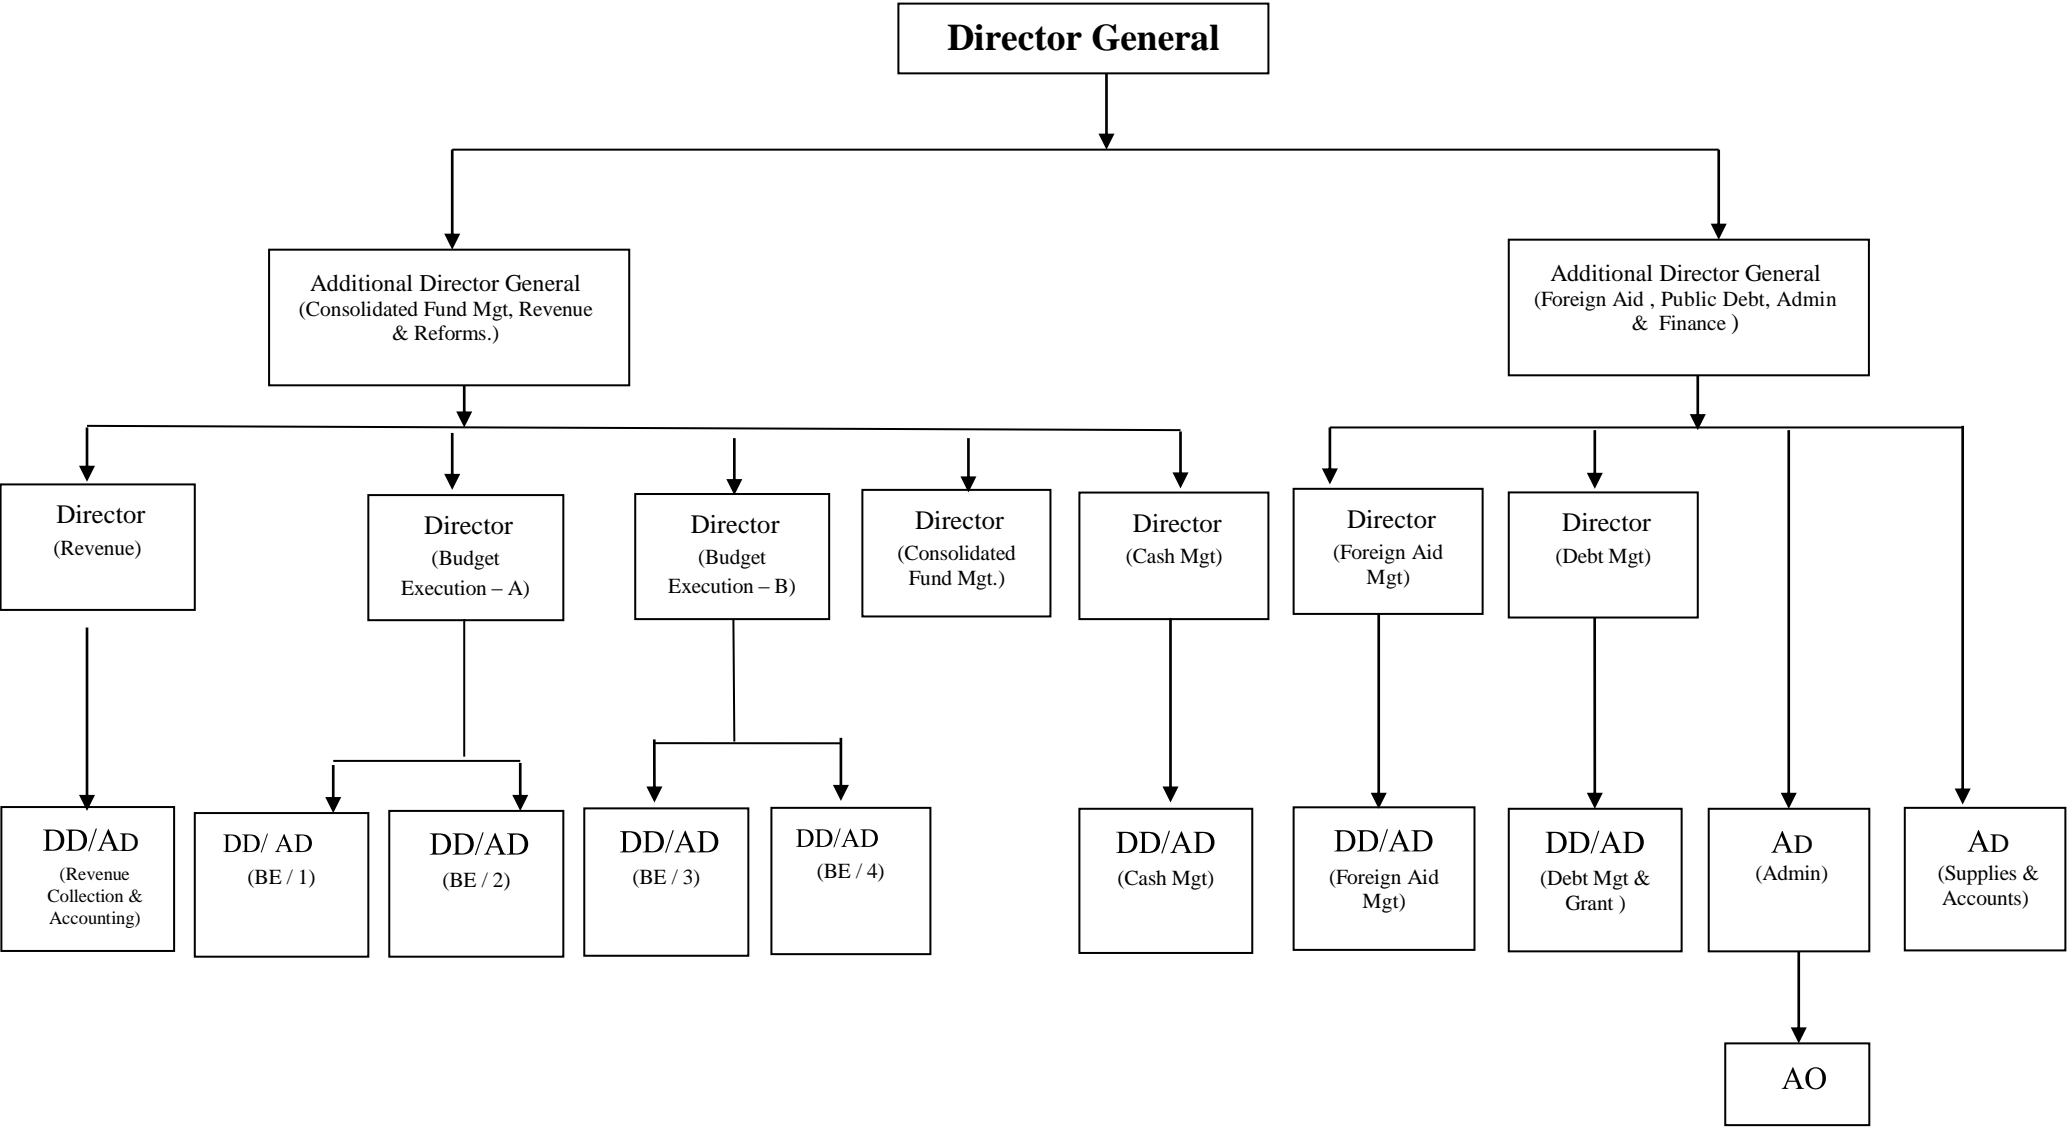 Director General
Additional Director General
(Consolidated Fund Mgt, Revenue
& Reforms.)
Additional Director General
(Foreign Aid , Public Debt, Admin
& Finance )
Director
(Revenue)
Director
(Budget
Execution – A)
Director
(Budget
Execution – B)
Director
(Consolidated
Fund Mgt.)
Director
(Cash Mgt)
Director
(Foreign Aid
Mgt)
Director
(Debt Mgt)
DD/AD
(Revenue
Collection &
Accounting)
DD/ AD
(BE / 1)
DD/AD
(BE / 2)
DD/AD
(BE / 3)
DD/AD
(BE / 4)
DD/AD
(Cash Mgt)
DD/AD
(Foreign Aid
Mgt)
DD/AD
(Debt Mgt &
Grant )
AD
(Admin)
AD
(Supplies &
Accounts)
AO